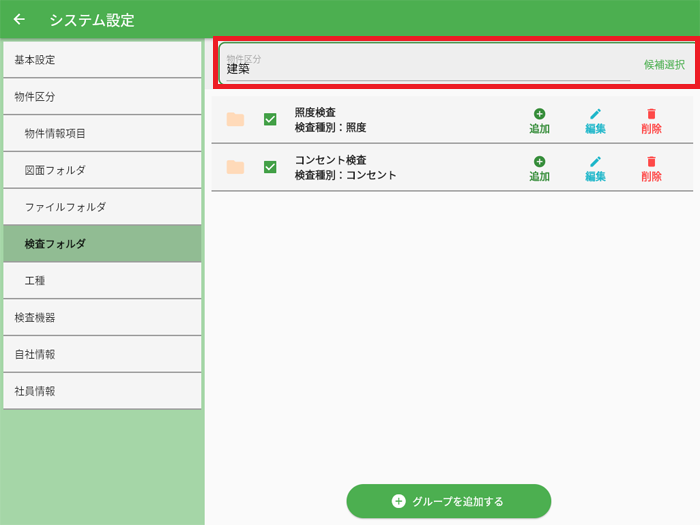 システム設定
基本設定
物件区分
物件情報項目
図面フォルダ
ファイルフォルダ
検査フォルダ
工種
検査機器
自社情報
社員情報
物件区分
建築
候補選択
照度検査
検査種別：照度
追加
編集
削除
コンセント検査
検査種別：コンセント
追加
編集
削除
グループを追加する